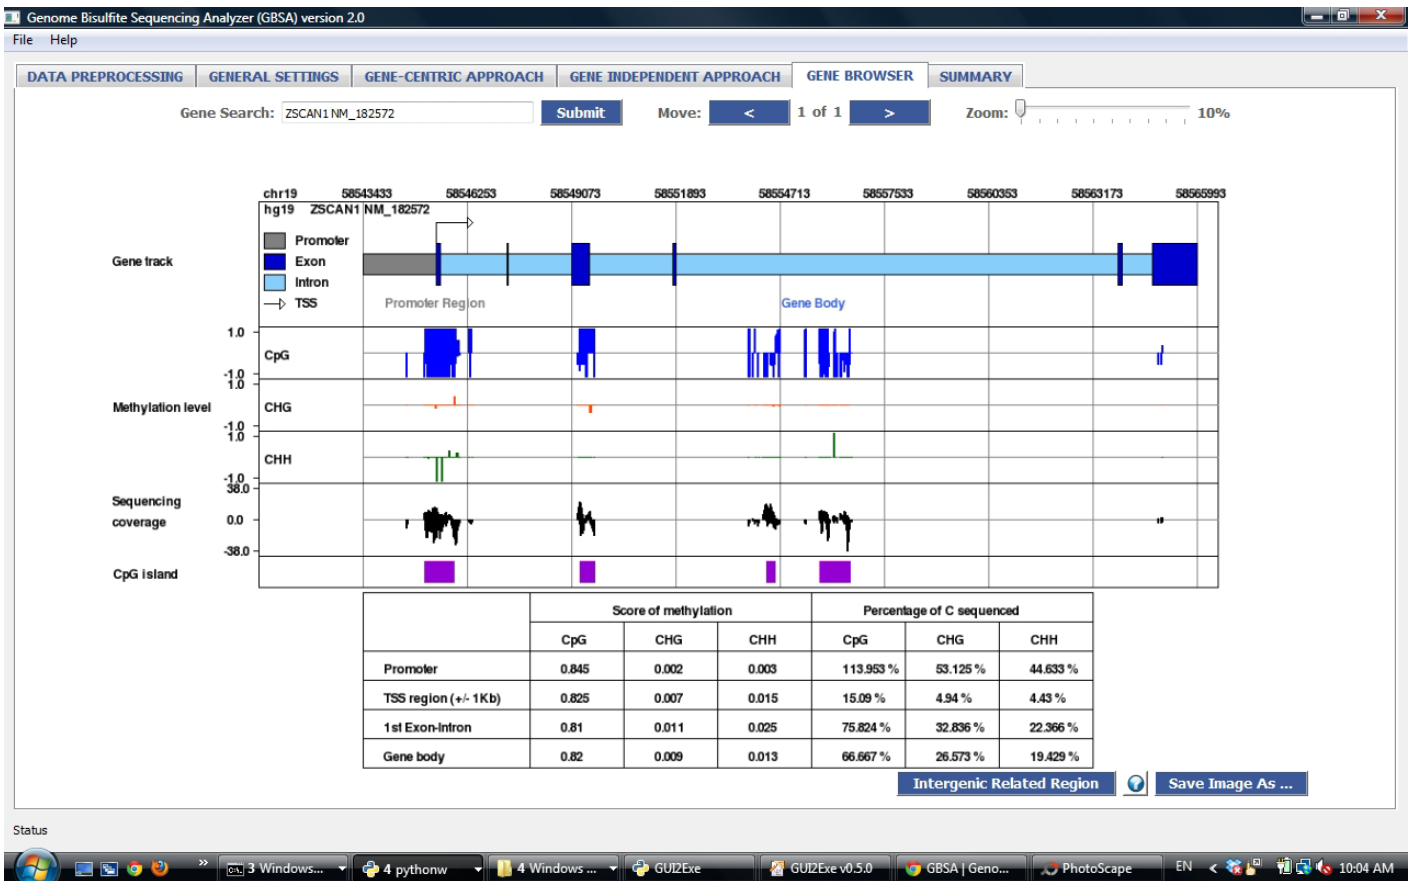 Genome Bisulfite Sequencing Analyzer (GBSA) version 2.0
File Help
DATA PREPROCESSING GENERAL SETTINGS GENE-CENTRIC APPROACH GENE INDEPENDENT APPROACH GENE BROWSER SUMMARY
Gene Search: ZSCAN1 NM_182572 Submit Move: < 1 of 1 > Zoom: 10%
chr19 58543433 58546253 58549073 58551893 58554713 58557533 58560353 58563173 58565993
hg19 ZSCAN1 NM_182572
Promoter
Gene track Exon
Intron
TSS Promoter Region Gene Body
1.0
CpG
-1.0
1.0
Methylation level CHG
-1.0
1.0
CHH
-1.0
38.0
Sequencing
coverage 0.0
-38.0
CpG island
Score of methylation Percentage of C sequenced
CpG CHG CHH CpG CHG CHH
Promoter 0.845 0.002 0.003 113.953 % 53.125 % 44.633 %
TSS region (+/- 1Kb) 0.825 0.007 0.015 15.09 % 4.94 % 4.43 %
1st Exon-Intron 0.81 0.011 0.025 75.824 % 32.836 % 22.366 %
Gene body 0.82 0.009 0.013 66.667 % 26.573 % 19.429 %
Intergenic Related Region ? Save Image As ...
Status
» 3 Windows... 4 pythonw 4 Windows ... GUI2Exe GUI2Exe v0.5.0 GBSA | Geno... PhotoScape EN < 10:04 AM